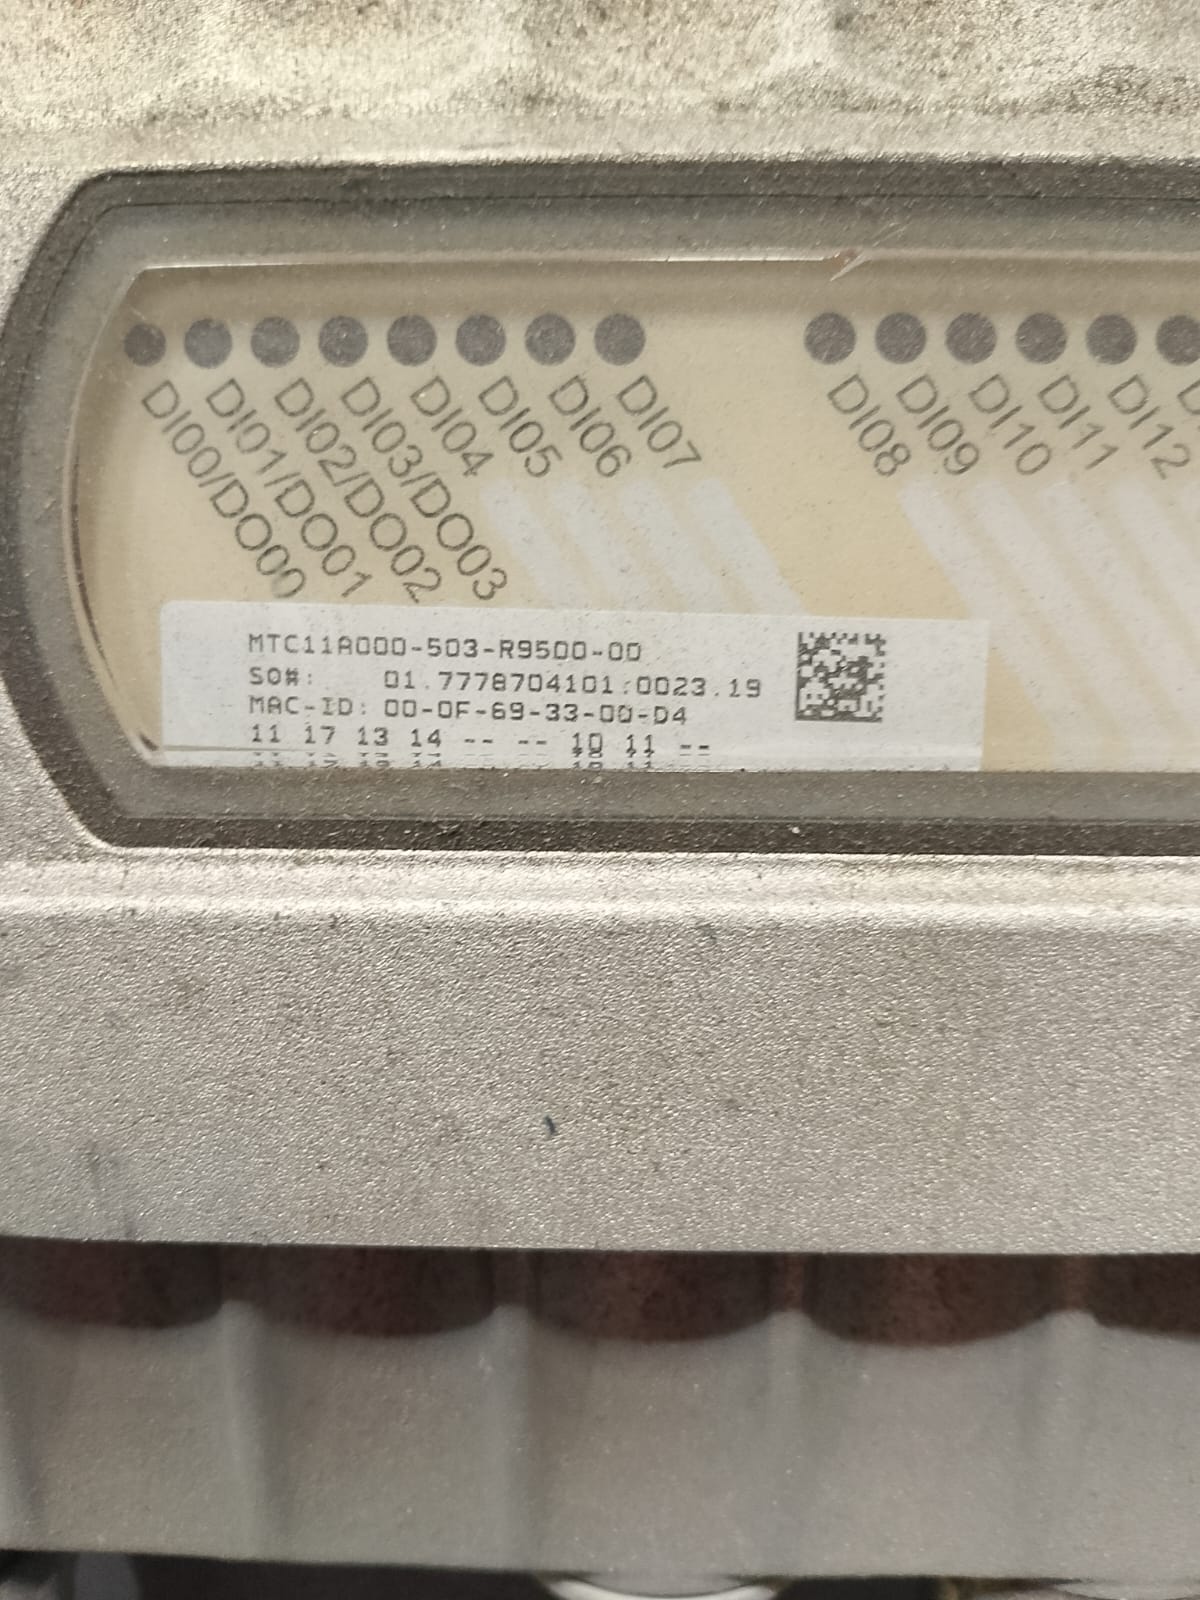 DI00/DO00
DI01/DO01
DI02/DO02
DI03/DO03
DI04
DI05
DI06
DI07
DI08
DI09
DI10
DI11
DI12
MTC11A000-503-R9500-00
SO#: 01.7778704101:0023.19
MAC-ID: 00-0F-69-33-00-D4
11 17 13 14 -- -- 10 11 --